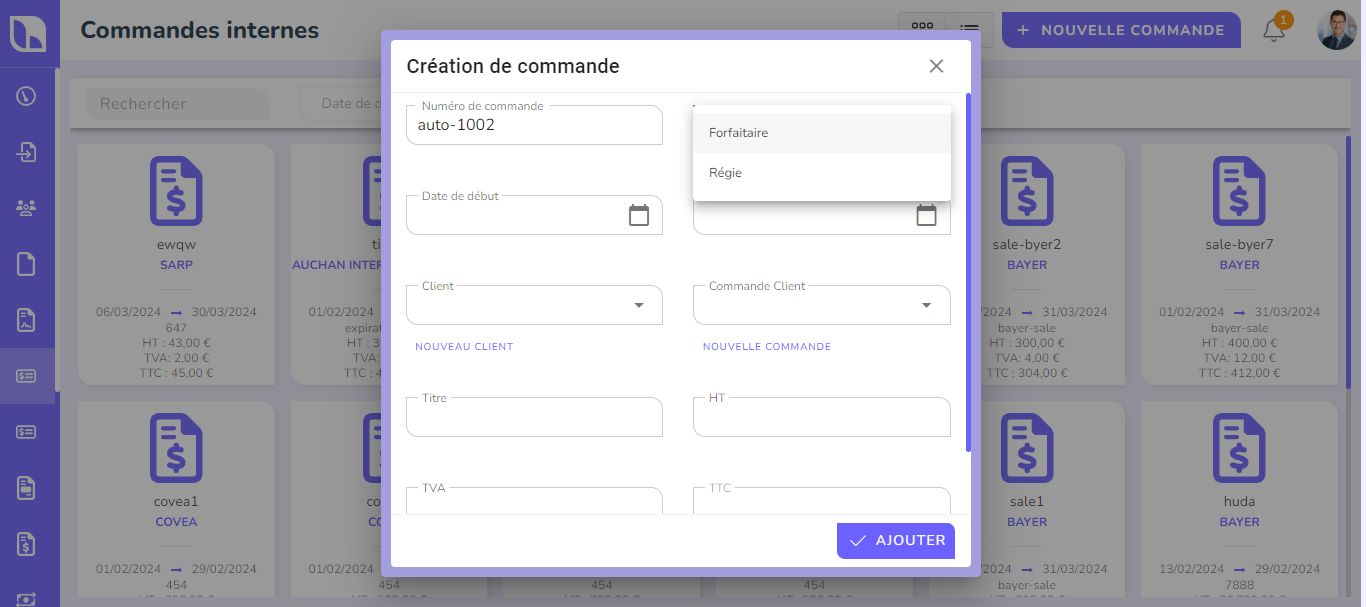 Commandes internes
NOUVELLE COMMANDE
1
Rechercher
Date de d
Création de commande
Numéro de commande
auto-1002
Forfaitaire
Régie
Date de début
Client
Commande Client
NOUVEAU CLIENT
NOUVELLE COMMANDE
Titre
HT
TVA
TTC
AJOUTER
ewqw
SARP
06/03/2024 → 30/03/2024
647
HT : 43,00 €
TVA: 2,00 €
TTC : 45,00 €
ti
AUCHAN INTER
01/02/2024
expirat
HT : 3
TVA:
TTC : 4
sale-byer2
BAYER
→ 31/03/2024
bayer-sale
HT : 300,00 €
TVA: 4,00 €
TTC : 304,00 €
sale-byer7
BAYER
01/02/2024 → 31/03/2024
bayer-sale
HT : 400,00 €
TVA: 12,00 €
TTC : 412,00 €
covea1
COVEA
01/02/2024 → 29/02/2024
454
co
CO
01/02/2024
454
454
454
sale1
BAYER
→ 31/03/2024
bayer-sale
huda
BAYER
13/02/2024 → 29/02/2024
7888